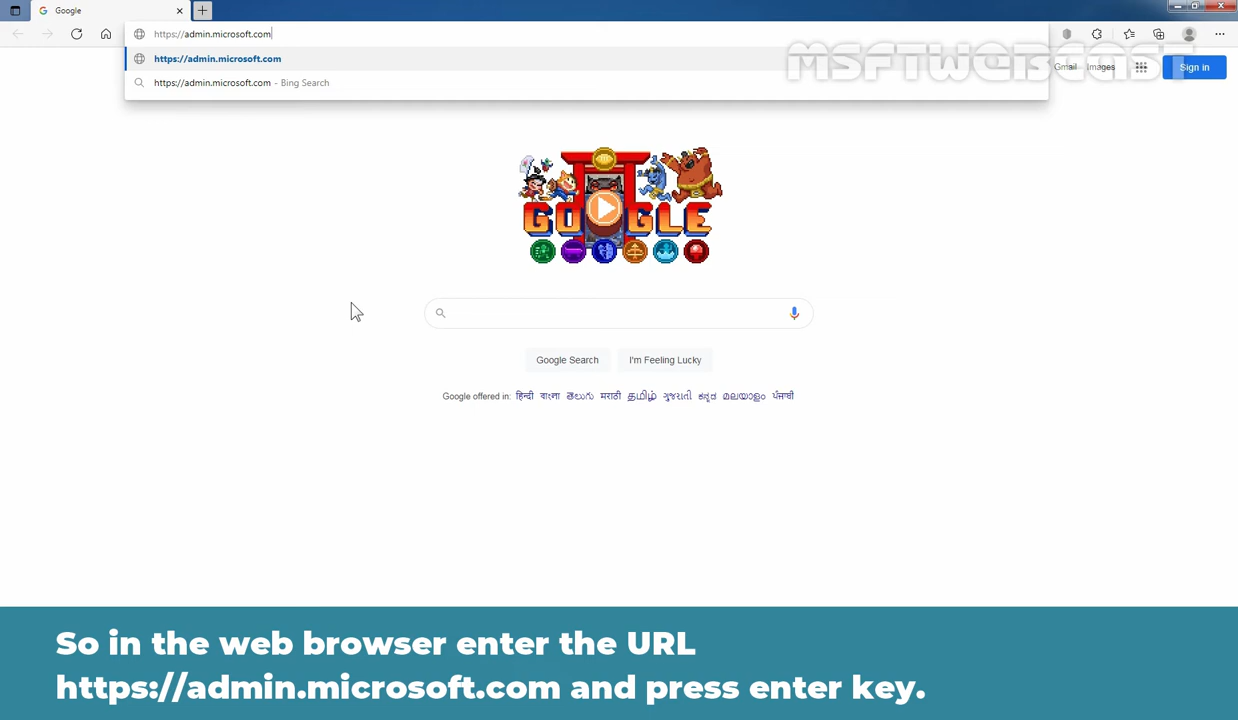 Google
https://admin.microsoft.com
https://admin.microsoft.com
https://admin.microsoft.com - Bing Search
MSFTWEBCAST
Gmail Images Sign in
GOOGLE
Google Search I'm Feeling Lucky
Google offered in: हिन्दी বাংলা తెలుగు मराठी தமிழ் ગુજરાતી ಕನ್ನಡ മലയാളം ਪੰਜਾਬੀ
So in the web browser enter the URL
https://admin.microsoft.com and press enter key.